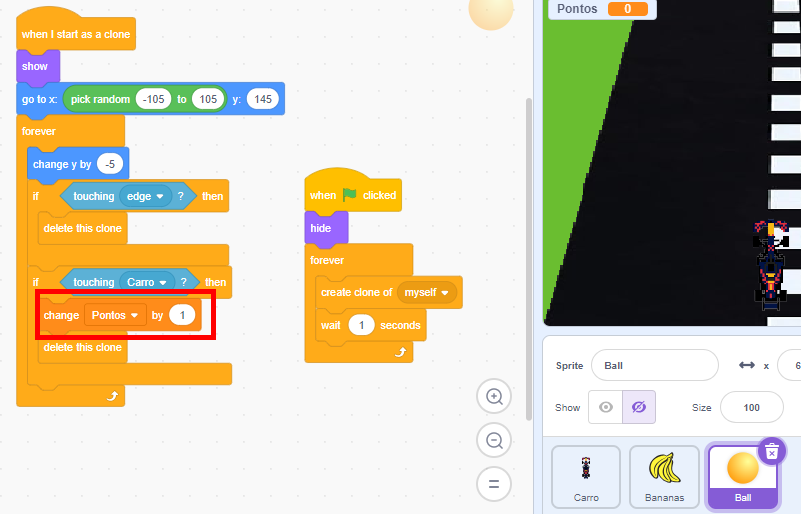 when I start as a clone
show
go to x: pick random -105 to 105 y: 145
forever
change y by -5
if touching edge ? then
delete this clone
if touching Carro ? then
change Pontos by 1
delete this clone
when clicked
hide
forever
create clone of myself
wait 1 seconds
Pontos 0
Sprite Ball x 6
Show Size 100
Carro Bananas Ball